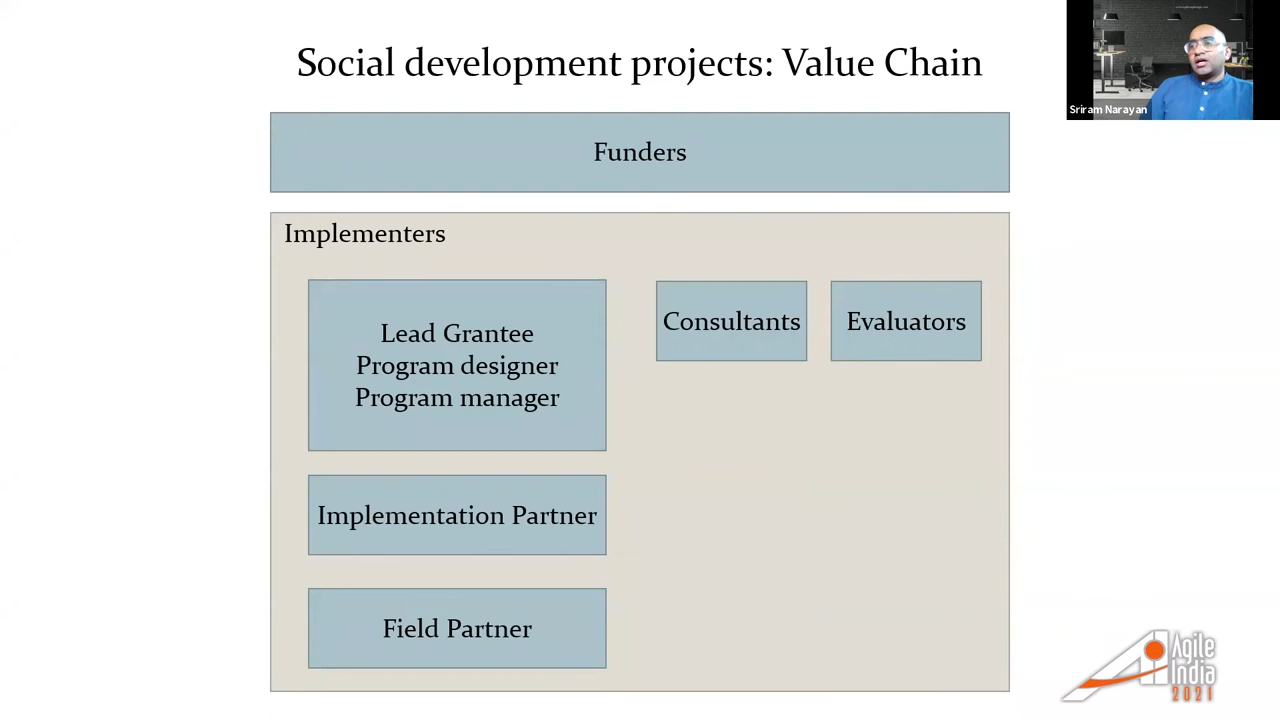 Social development projects: Value Chain
Sriram Narayan
Funders
Implementers
Lead Grantee
Program designer
Program manager
Consultants
Evaluators
Implementation Partner
Field Partner
Agile
India
2021